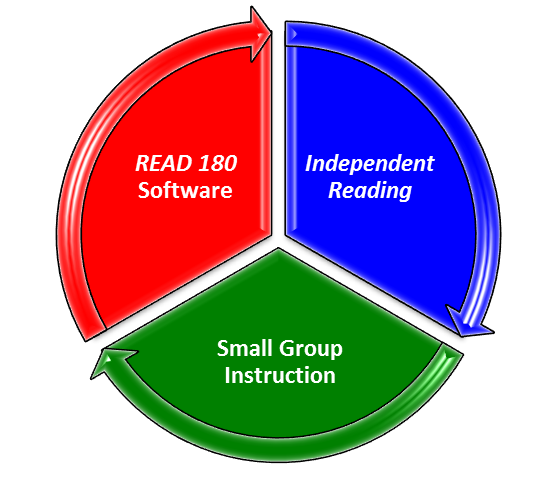 READ 180
Software
Independent
Reading
Small Group
Instruction